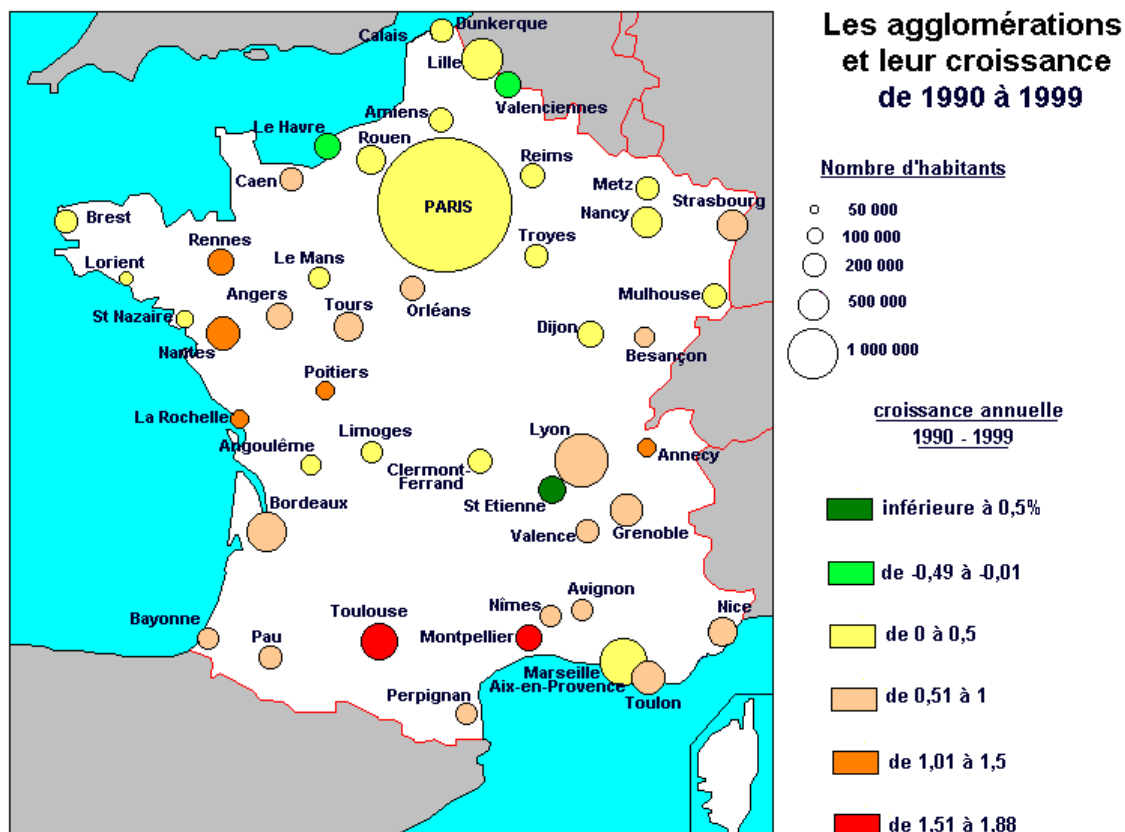 Les agglomérations
et leur croissance
de 1990 à 1999
Nombre d'habitants
50 000
100 000
200 000
500 000
1 000 000
croissance annuelle
1990 - 1999
inférieure à 0,5%
de -0,49 à -0,01
de 0 à 0,5
de 0,51 à 1
de 1,01 à 1,5
de 1,51 à 1,88
Dunkerque
Calais
Lille
Valenciennes
Amiens
Le Havre
Rouen
Reims
Caen
Metz
Strasbourg
PARIS
Nancy
Brest
Troyes
Rennes
Le Mans
Lorient
Angers
Orléans
Mulhouse
St Nazaire
Tours
Dijon
Nantes
Besançon
Poitiers
La Rochelle
Limoges
Lyon
Angoulême
Annecy
Clermont-
Ferrand
St Etienne
Bordeaux
Valence
Grenoble
Avignon
Nîmes
Nice
Bayonne
Toulouse
Montpellier
Pau
Marseille
Aix-en-Provence
Perpignan
Toulon